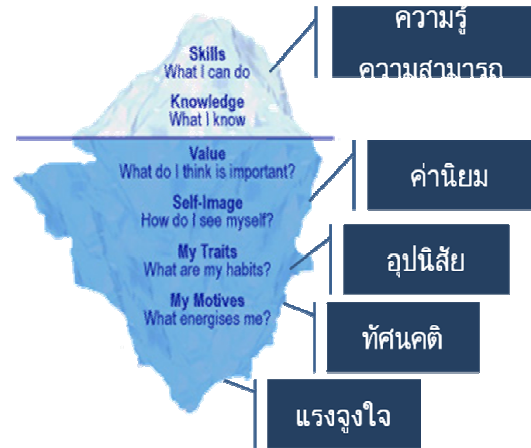 Skills
What I can do
Knowledge
What I know
Value
What do I think is important?
Self-Image
How do I see myself?
My Traits
What are my habits?
My Motives
What energises me?
ความรู้
ความสามารถ
ค่านิยม
อุปนิสัย
ทัศนคติ
แรงจูงใจ